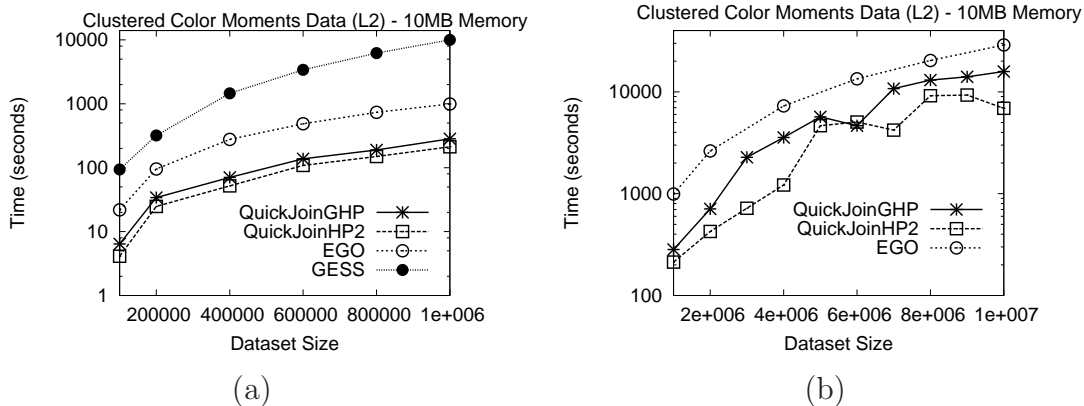 Clustered Color Moments Data (L2) - 10MB Memory
10000
1000
100
10
1
Time (seconds)
QuickJoinGHP
QuickJoinHP2
EGO
GESS
200000 400000 600000 800000 1e+006
Dataset Size
(a)
Clustered Color Moments Data (L2) - 10MB Memory
10000
1000
100
Time (seconds)
QuickJoinGHP
QuickJoinHP2
EGO
2e+006 4e+006 6e+006 8e+006 1e+007
Dataset Size
(b)